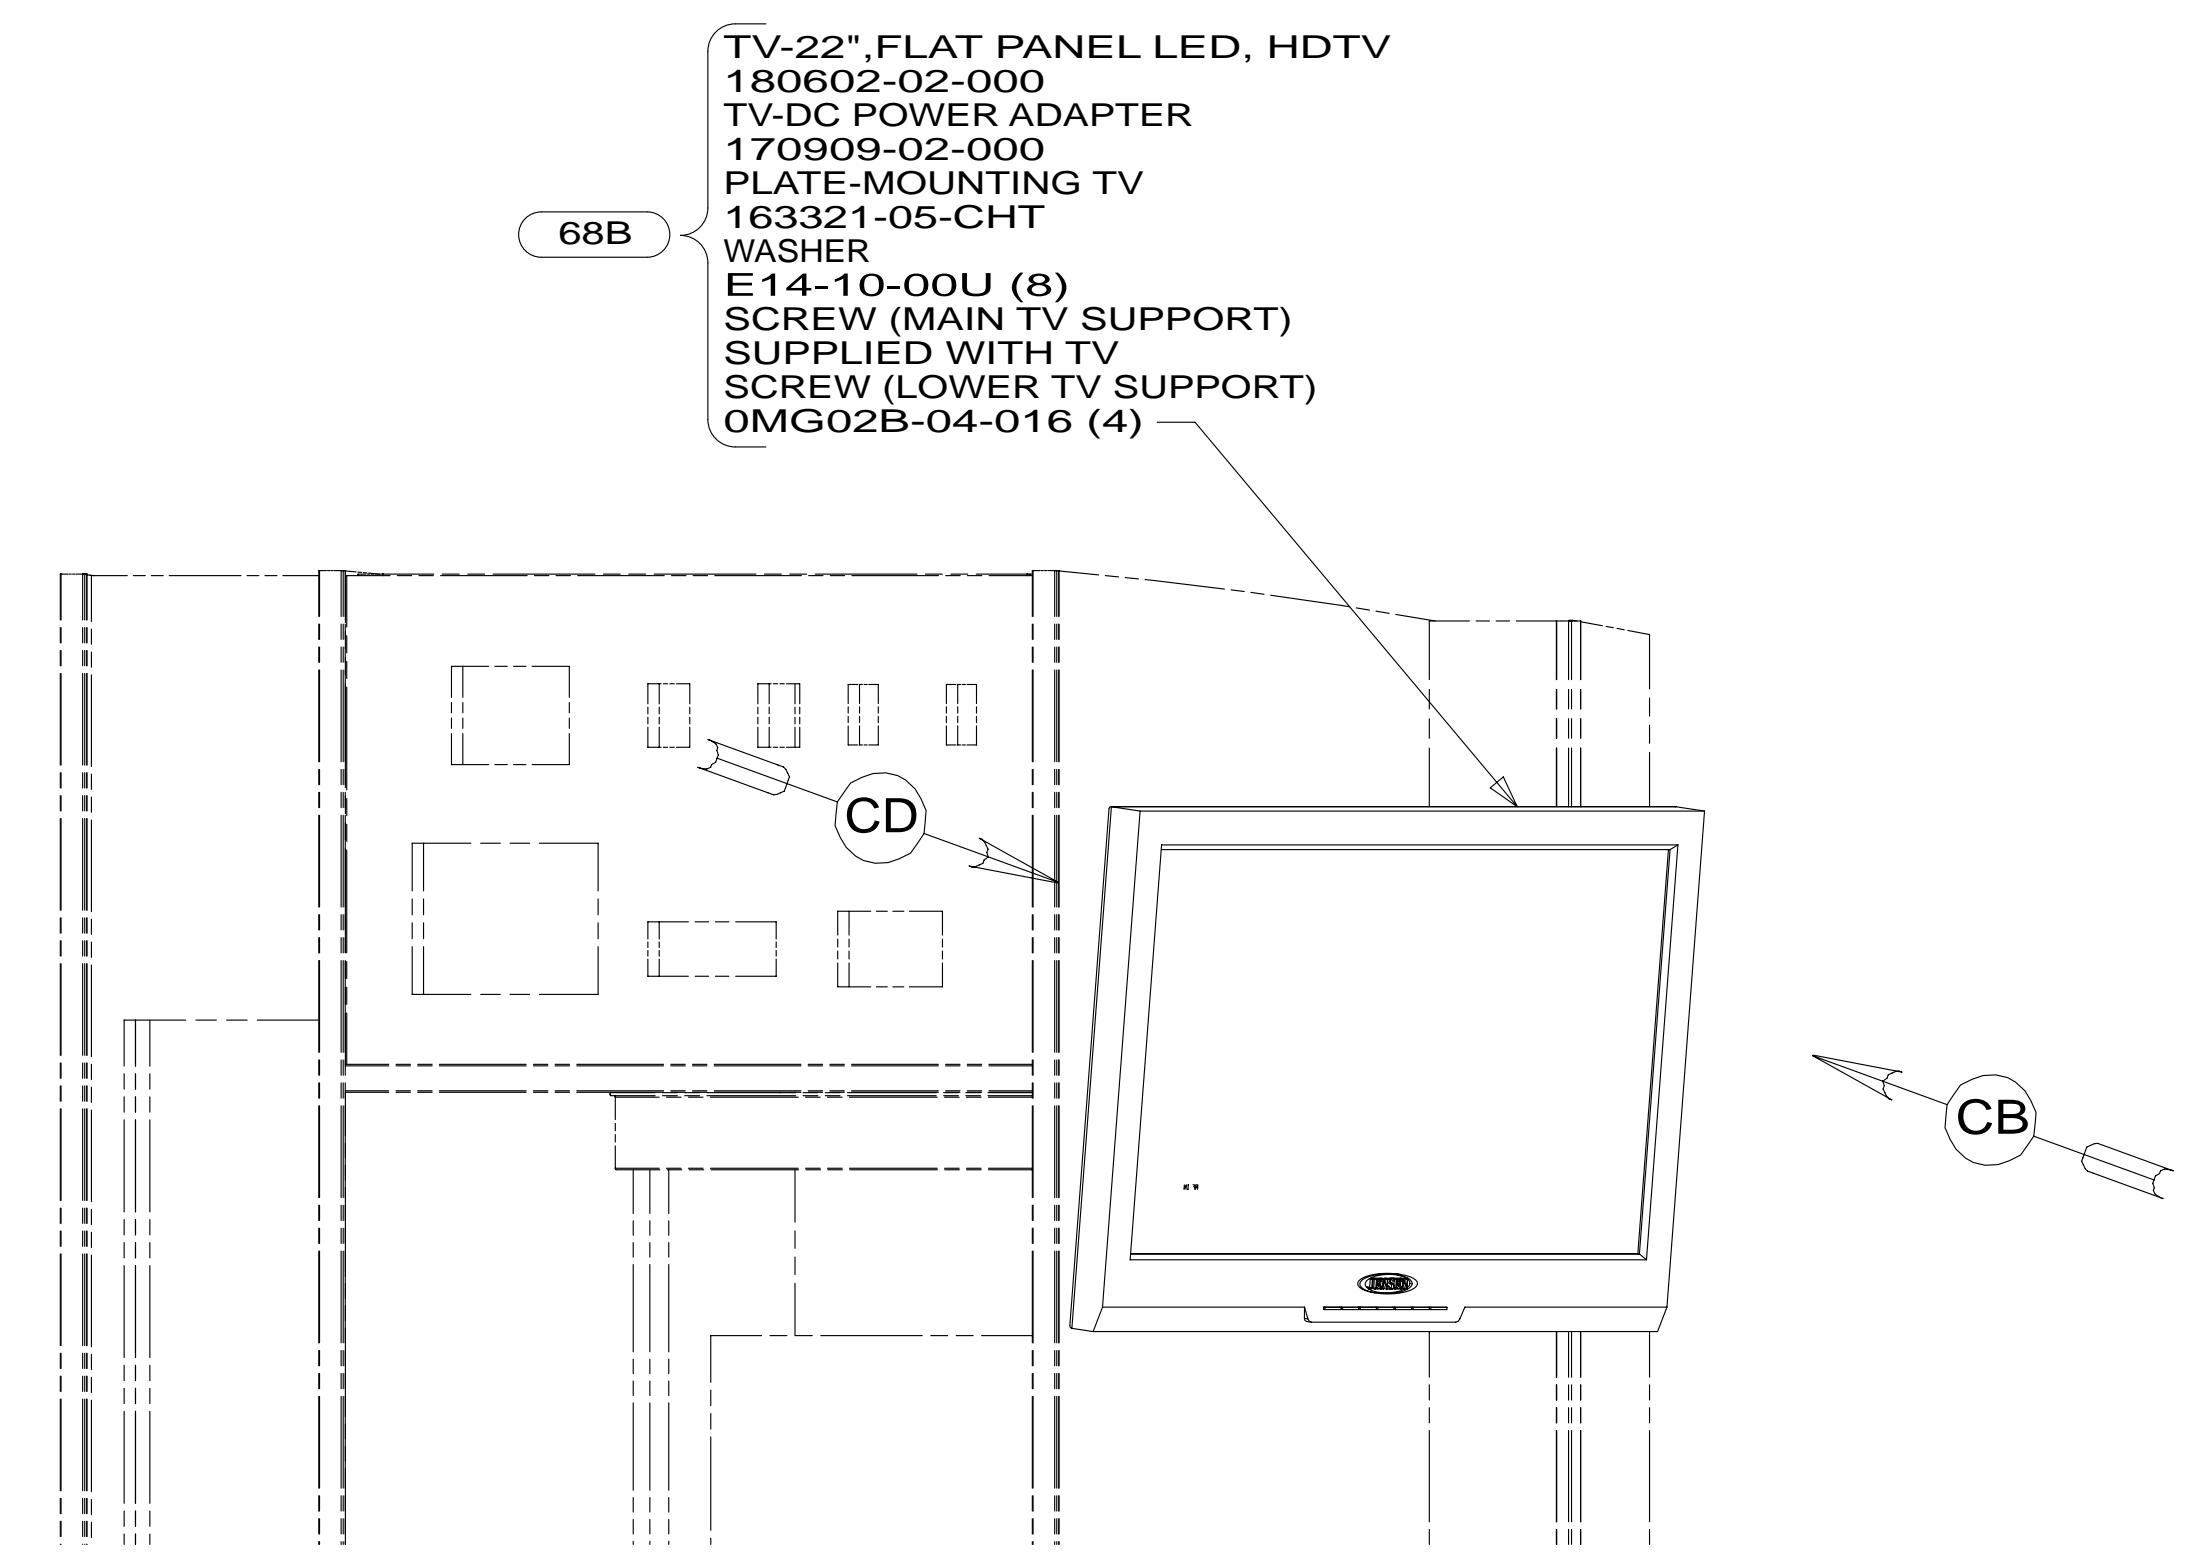 TV-22",FLAT PANEL LED, HDTV
180602-02-000
TV-DC POWER ADAPTER
170909-02-000
PLATE-MOUNTING TV
163321-05-CHT
68B
WASHER
E14-10-00U (8)
SCREW (MAIN TV SUPPORT)
SUPPLIED WITH TV
SCREW (LOWER TV SUPPORT)
0MG02B-04-016 (4)
CD
CB
JENSEN